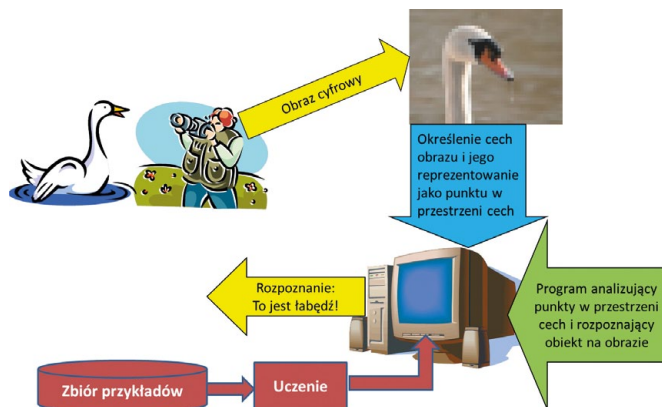 Obraz cyfrowy
Określenie cech
obrazu i jego
reprezentowanie
jako punktu w
przestrzeni cech
Rozpoznanie:
To jest łabędź!
Program analizujący
punkty w przestrzeni
cech i rozpoznający
obiekt na obrazie
Zbiór przykładów
Uczenie